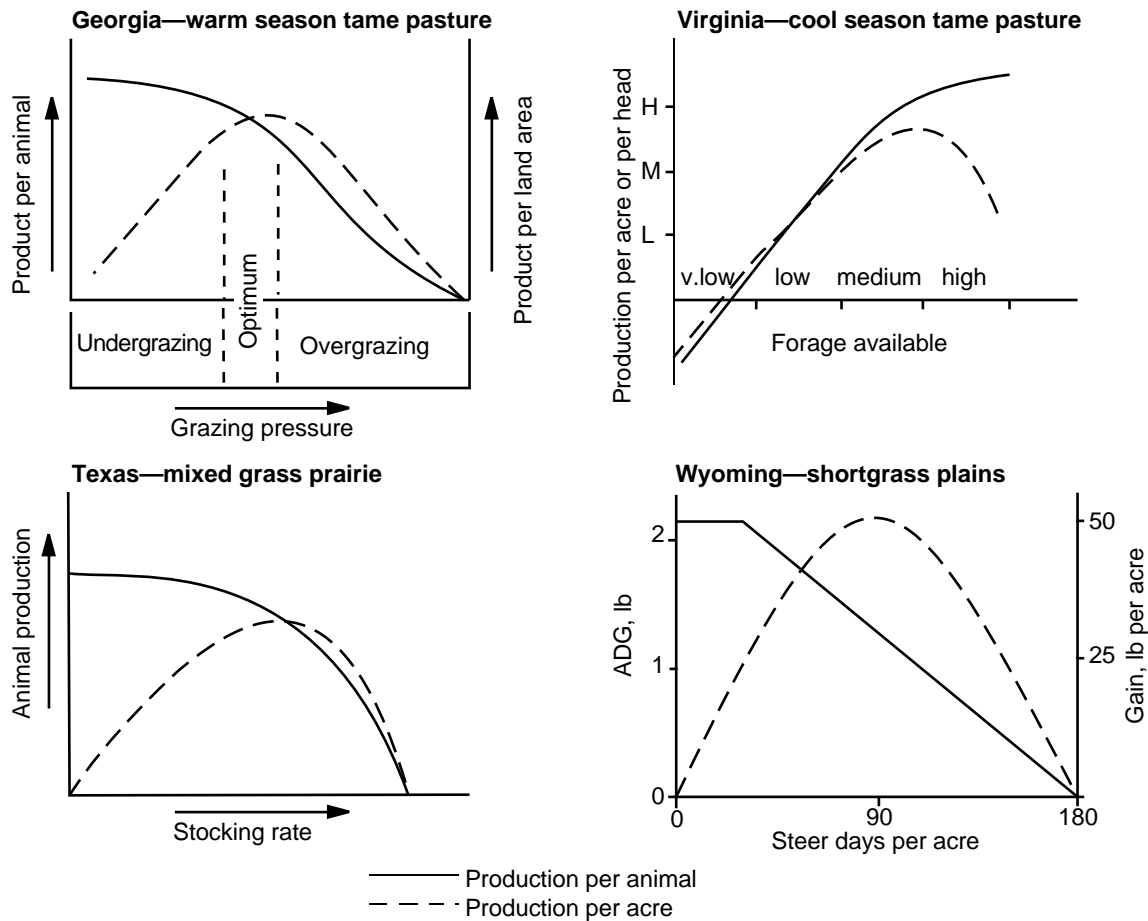 Georgia—warm season tame pasture
Product per animal
Product per land area
Undergrazing
Optimum
Overgrazing
Grazing pressure
Virginia—cool season tame pasture
Production per acre or per head
H
M
L
v.low low medium high
Forage available
Texas—mixed grass prairie
Animal production
Stocking rate
Wyoming—shortgrass plains
ADG, lb
2
1
0
50
25
Gain, lb per acre
0 90 180
Steer days per acre
Production per animal
Production per acre